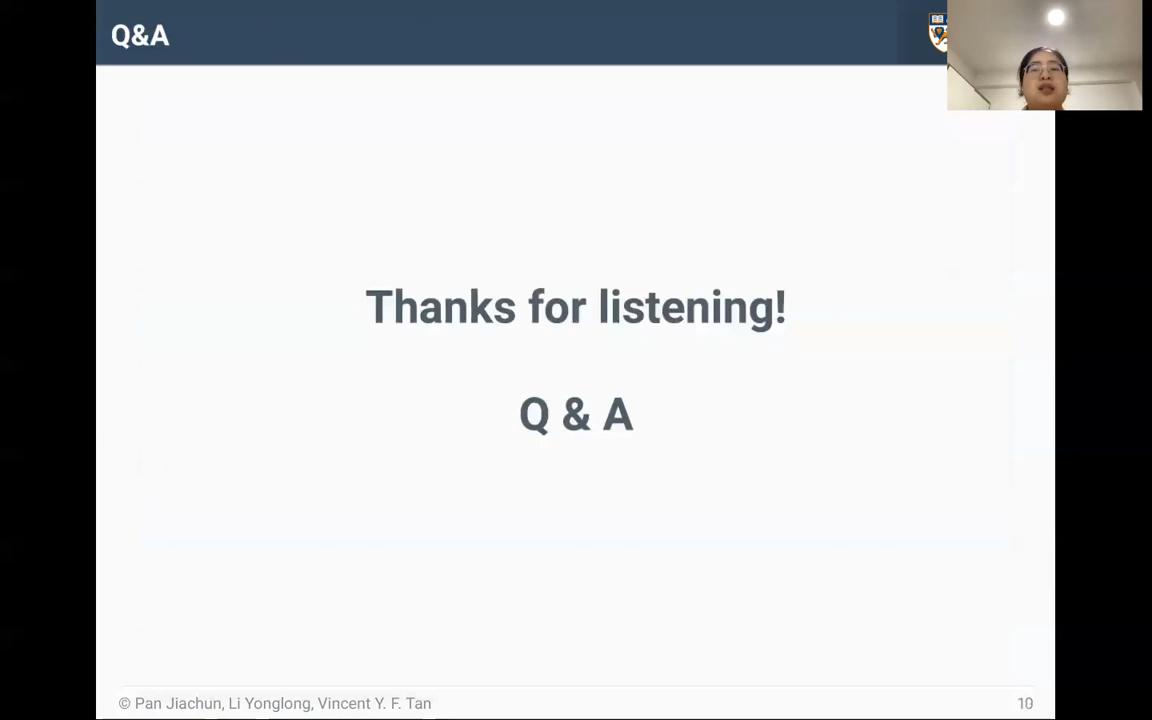 Q&A
Thanks for listening!
Q & A
© Pan Jiachun, Li Yonglong, Vincent Y. F. Tan
10